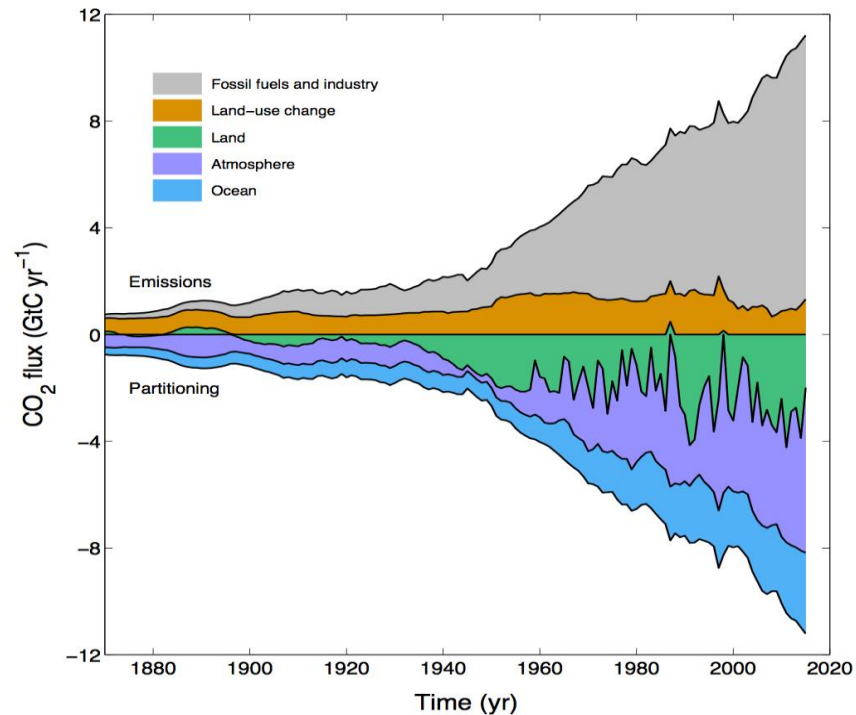 12
8
4
0
−4
−8
−12
CO2 flux (GtC yr−1)
Fossil fuels and industry
Land−use change
Land
Atmosphere
Ocean
Emissions
Partitioning
1880
1900
1920
1940
1960
1980
2000
2020
Time (yr)